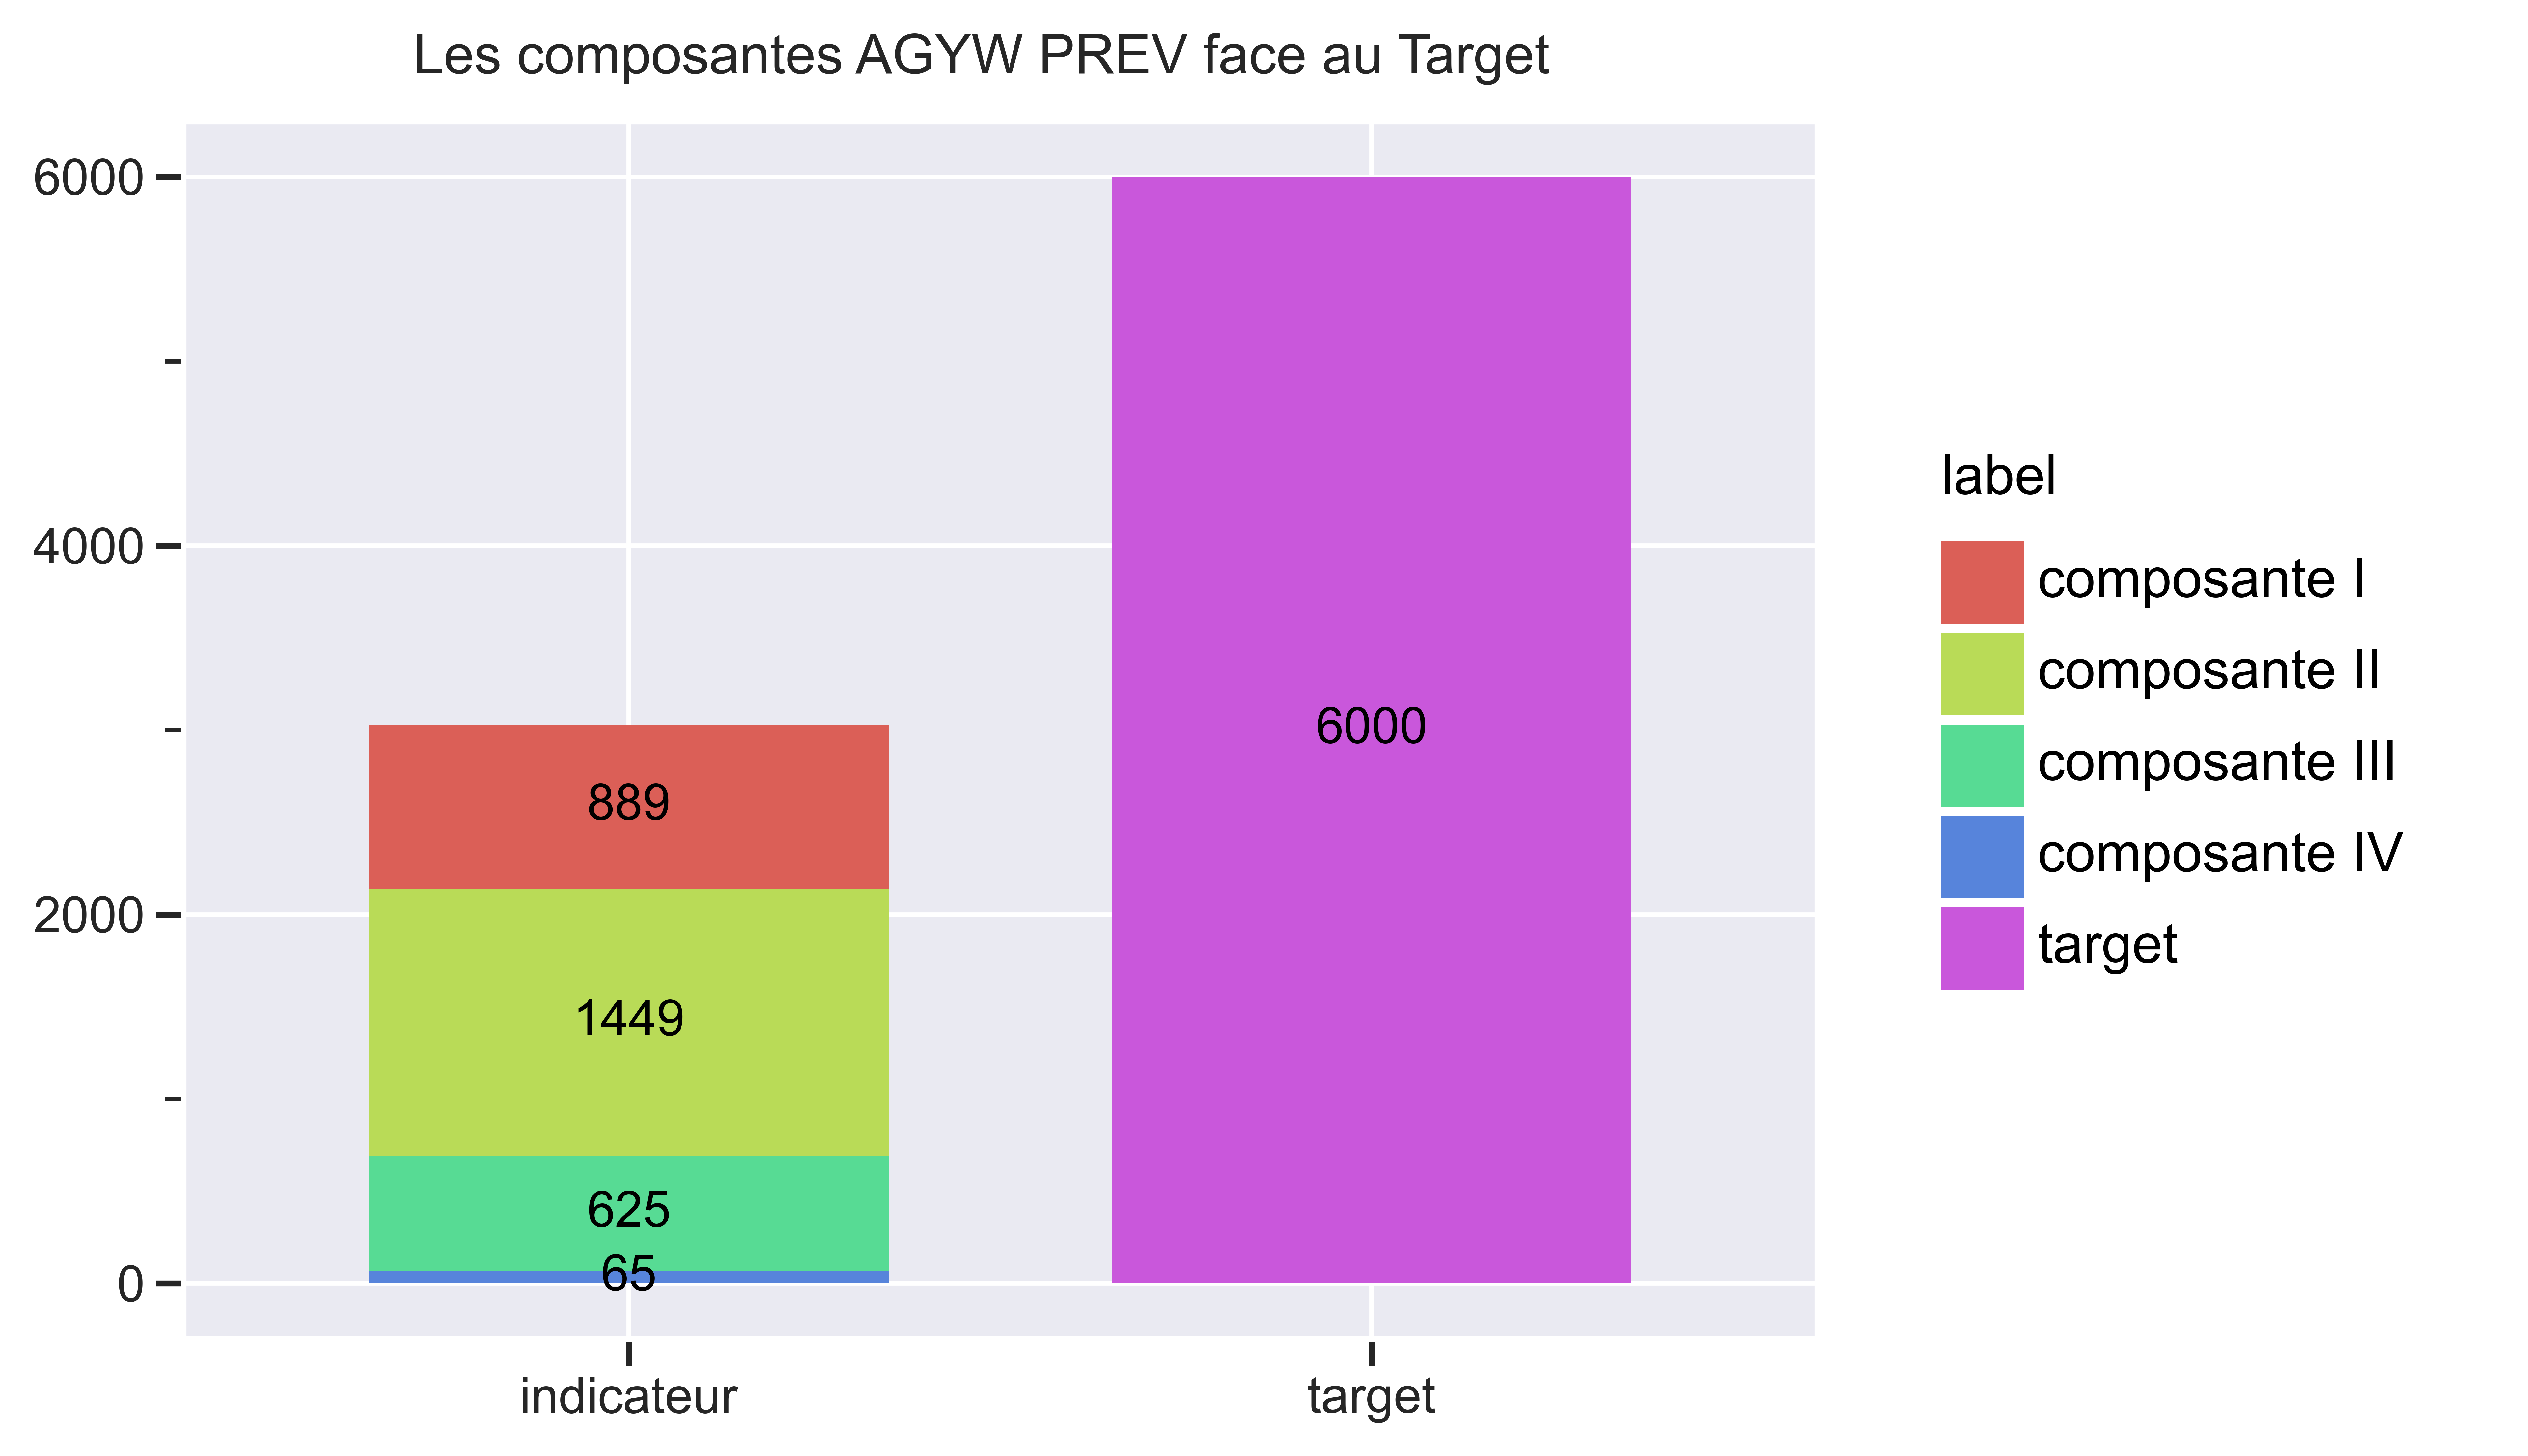 Les composantes AGYW PREV face au Target
6000
4000
2000
0
889
1449
625
65
6000
indicateur
target
label
composante I
composante II
composante III
composante IV
target